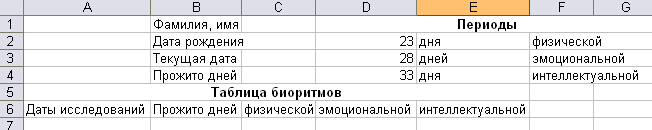 A B C D E F G
1 Фамилия, имя Периоды
2 Дата рождения 23 дня физической
3 Текущая дата 28 дней эмоциональной
4 Прожито дней 33 дня интеллектуальной
5 Таблица биоритмов
6 Даты исследований Прожито дней физической эмоциональной интеллектуальной
7